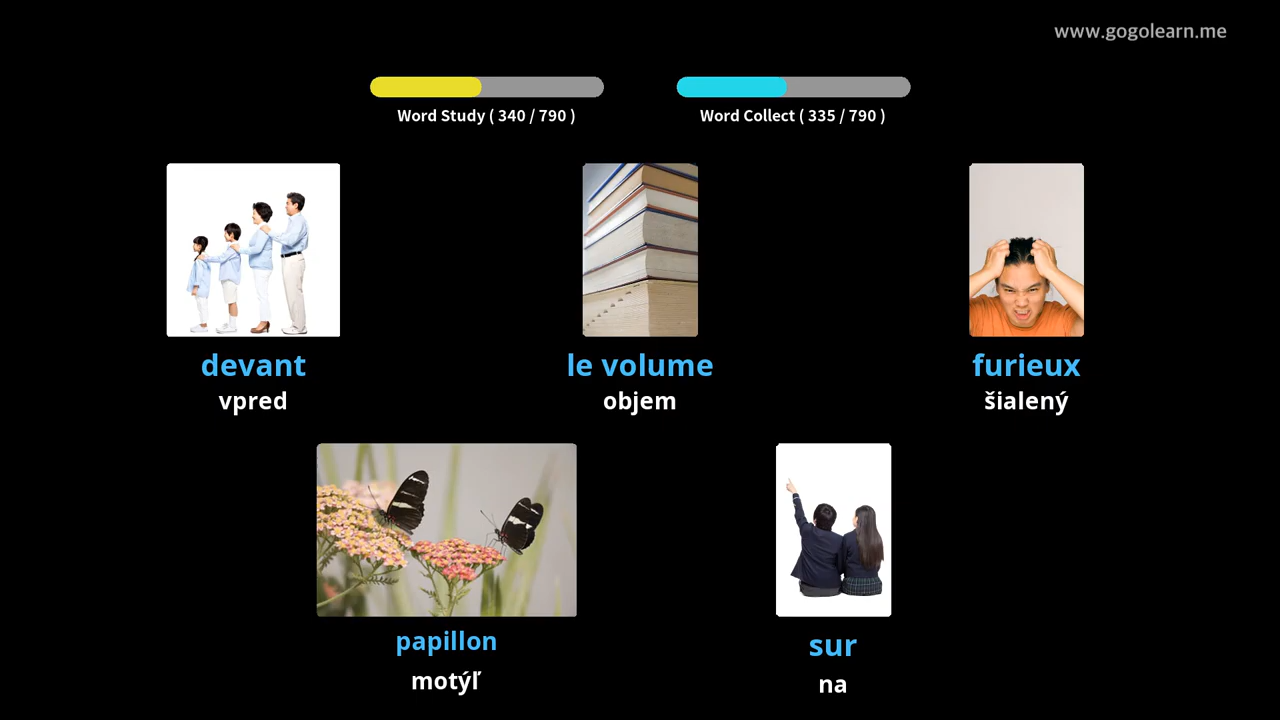 www.gogolearn.me
Word Study ( 340 / 790 )
Word Collect ( 335 / 790 )
devant
vpred
le volume
objem
furieux
šialený
papillon
motýľ
sur
na